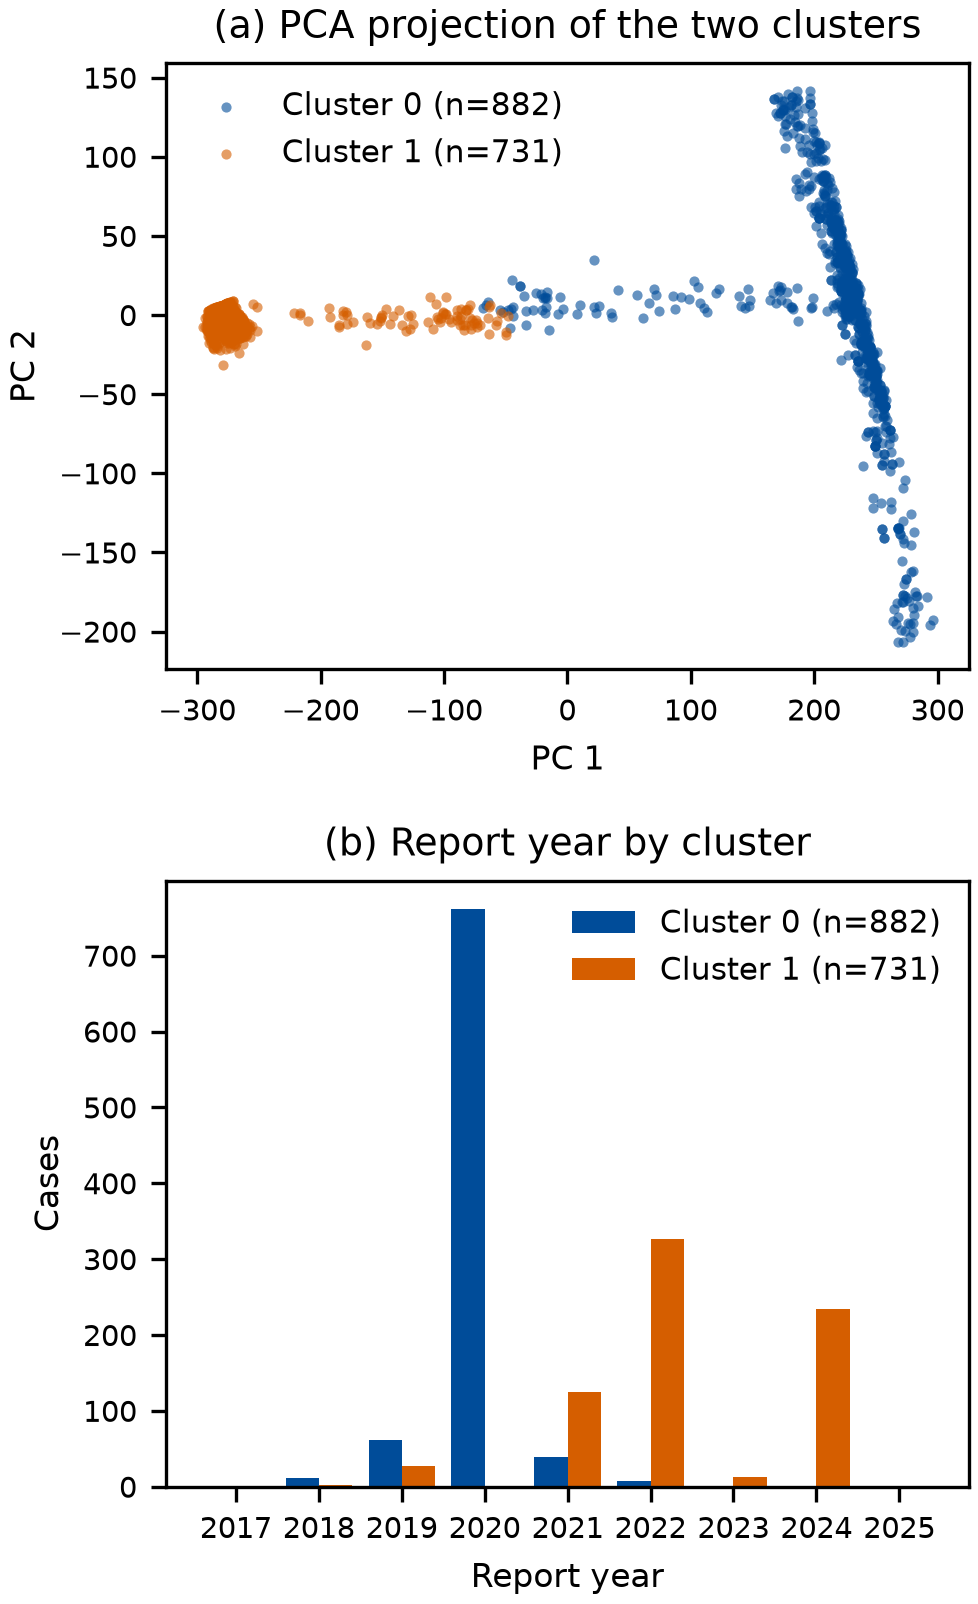 (a) PCA projection of the two clusters
150
100
50
0
−50
−100
−150
−200
PC 2
Cluster 0 (n=882)
Cluster 1 (n=731)
−300 −200 −100 0 100 200 300
PC 1
(b) Report year by cluster
700
600
500
400
300
200
100
0
Cases
Cluster 0 (n=882)
Cluster 1 (n=731)
2017 2018 2019 2020 2021 2022 2023 2024 2025
Report year